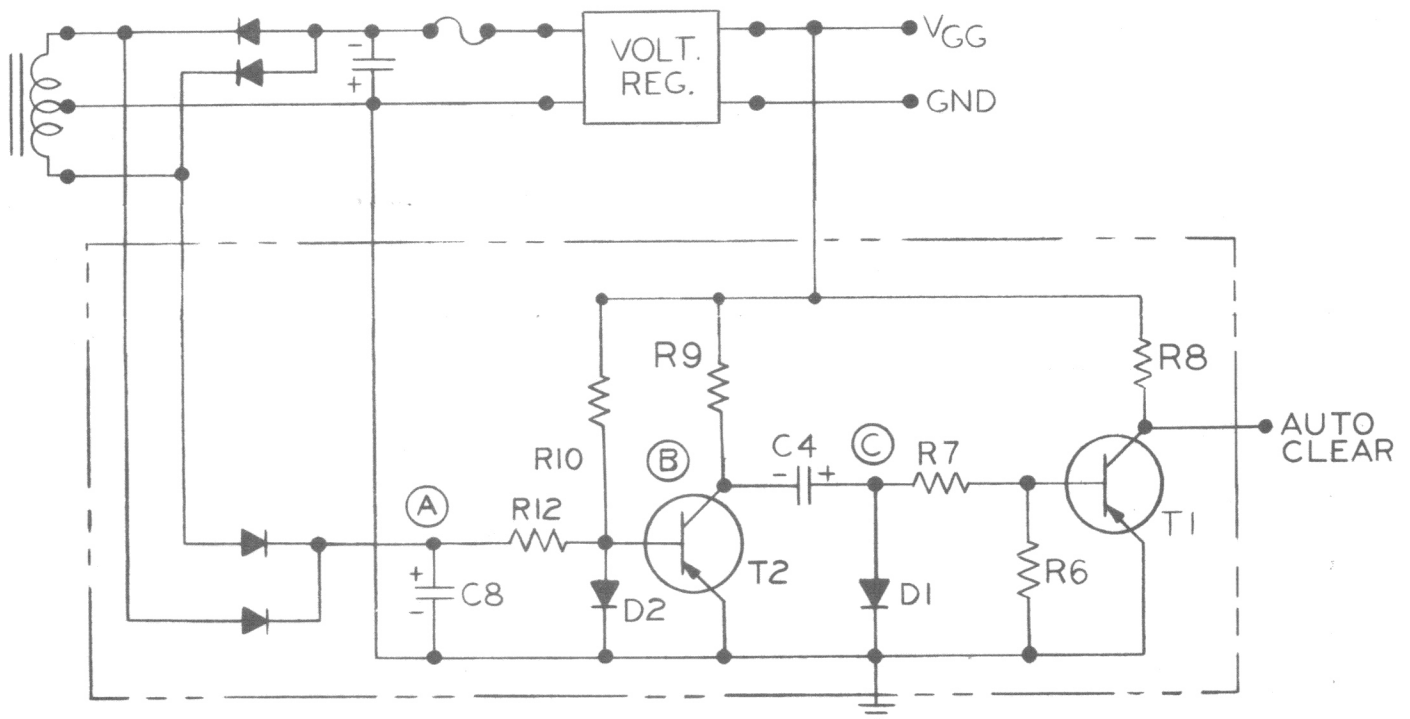 VGG
VOLT.
REG.
GND
-
+
R9
R8
AUTO
CLEAR
C4
C
R7
- +
R10
B
A
R12
T1
+
-
C8
T2
D2
D1
R6